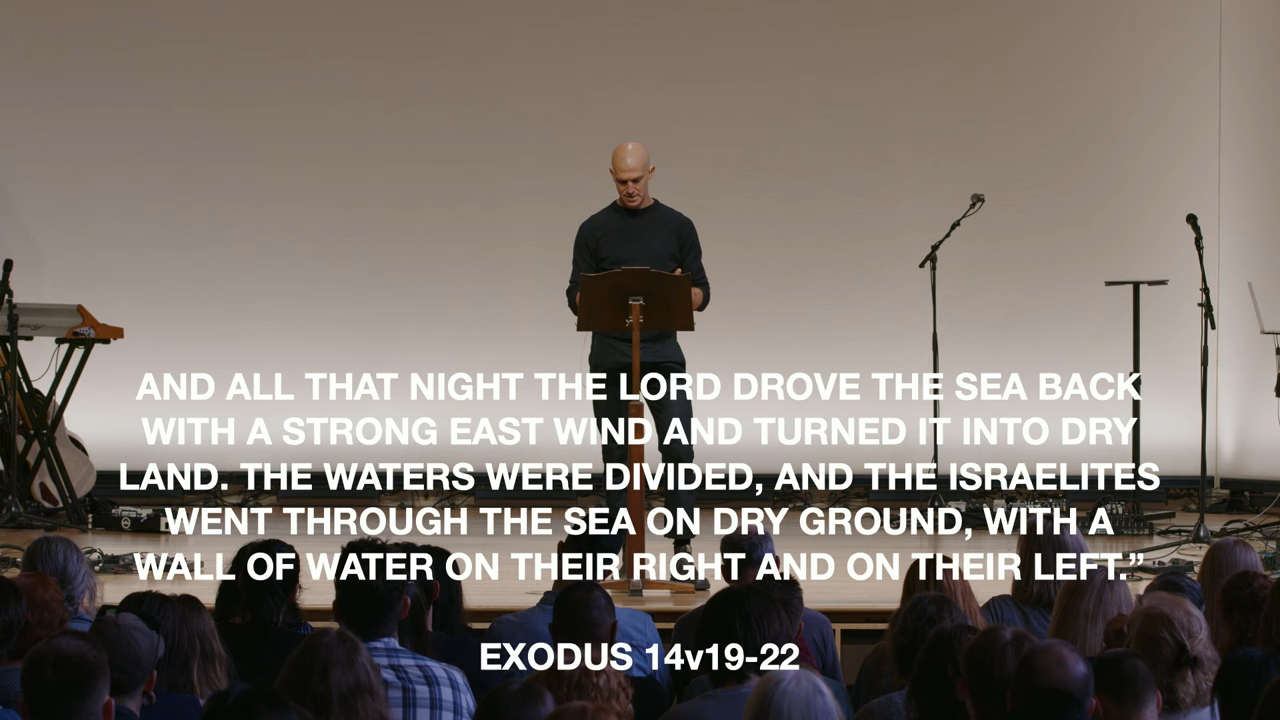 AND ALL THAT NIGHT THE LORD DROVE THE SEA BACK
WITH A STRONG EAST WIND AND TURNED IT INTO DRY
LAND. THE WATERS WERE DIVIDED, AND THE ISRAELITES
WENT THROUGH THE SEA ON DRY GROUND, WITH A
WALL OF WATER ON THEIR RIGHT AND ON THEIR LEFT.”
EXODUS 14v19-22